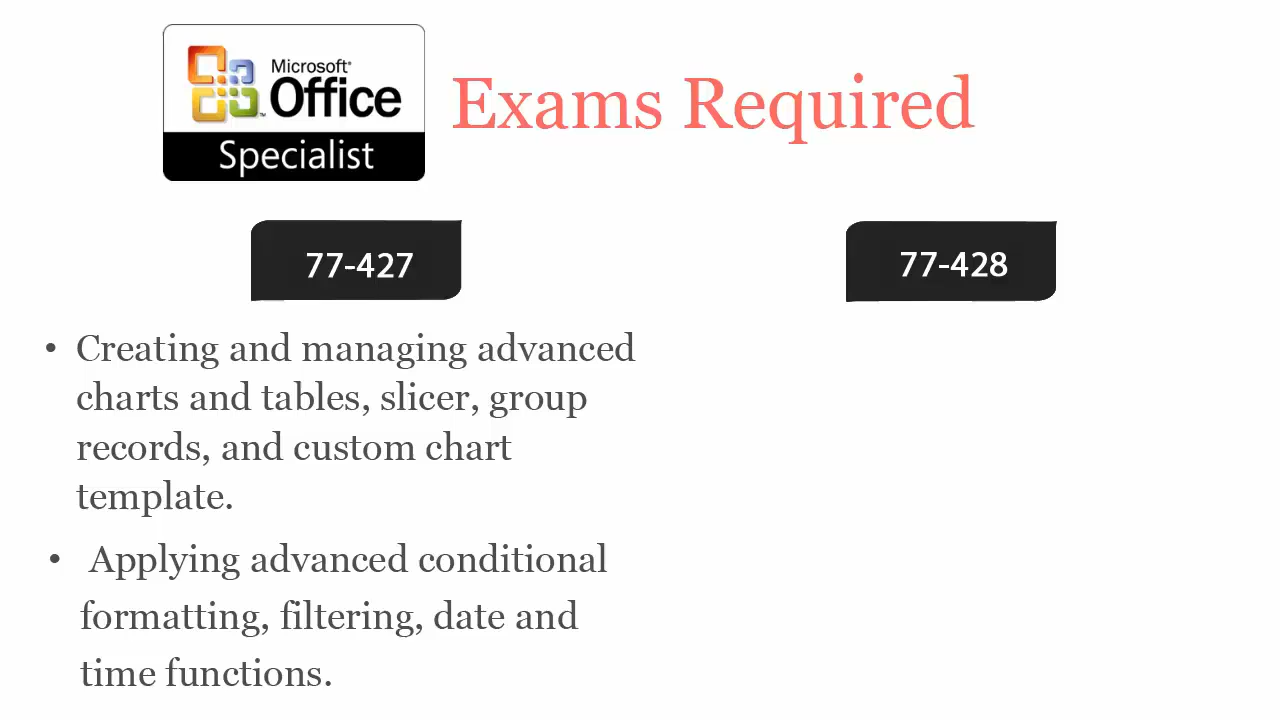 Microsoft®
Office™
Specialist
Exams Required
77-427
77-428
• Creating and managing advanced
charts and tables, slicer, group
records, and custom chart
template.
• Applying advanced conditional
formatting, filtering, date and
time functions.